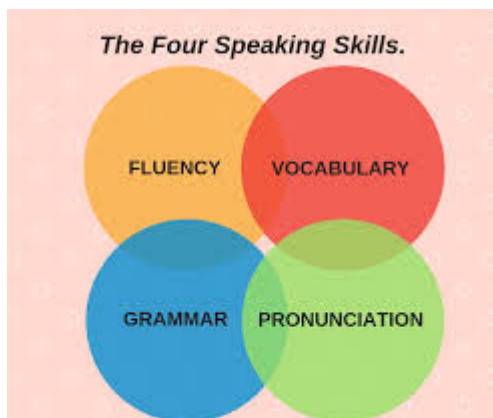 The Four Speaking Skills.
FLUENCY
VOCABULARY
GRAMMAR
PRONUNCIATION